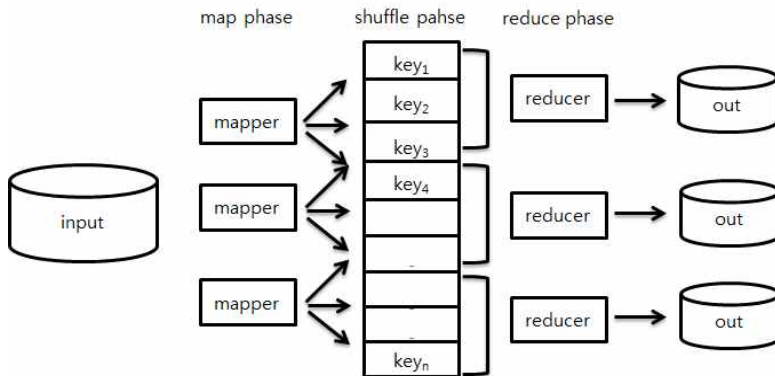 map phase shuffle pahse reduce phase
key₁
key₂
key₃
key₄
keyₙ
mapper
mapper
mapper
input
reducer
reducer
reducer
out
out
out